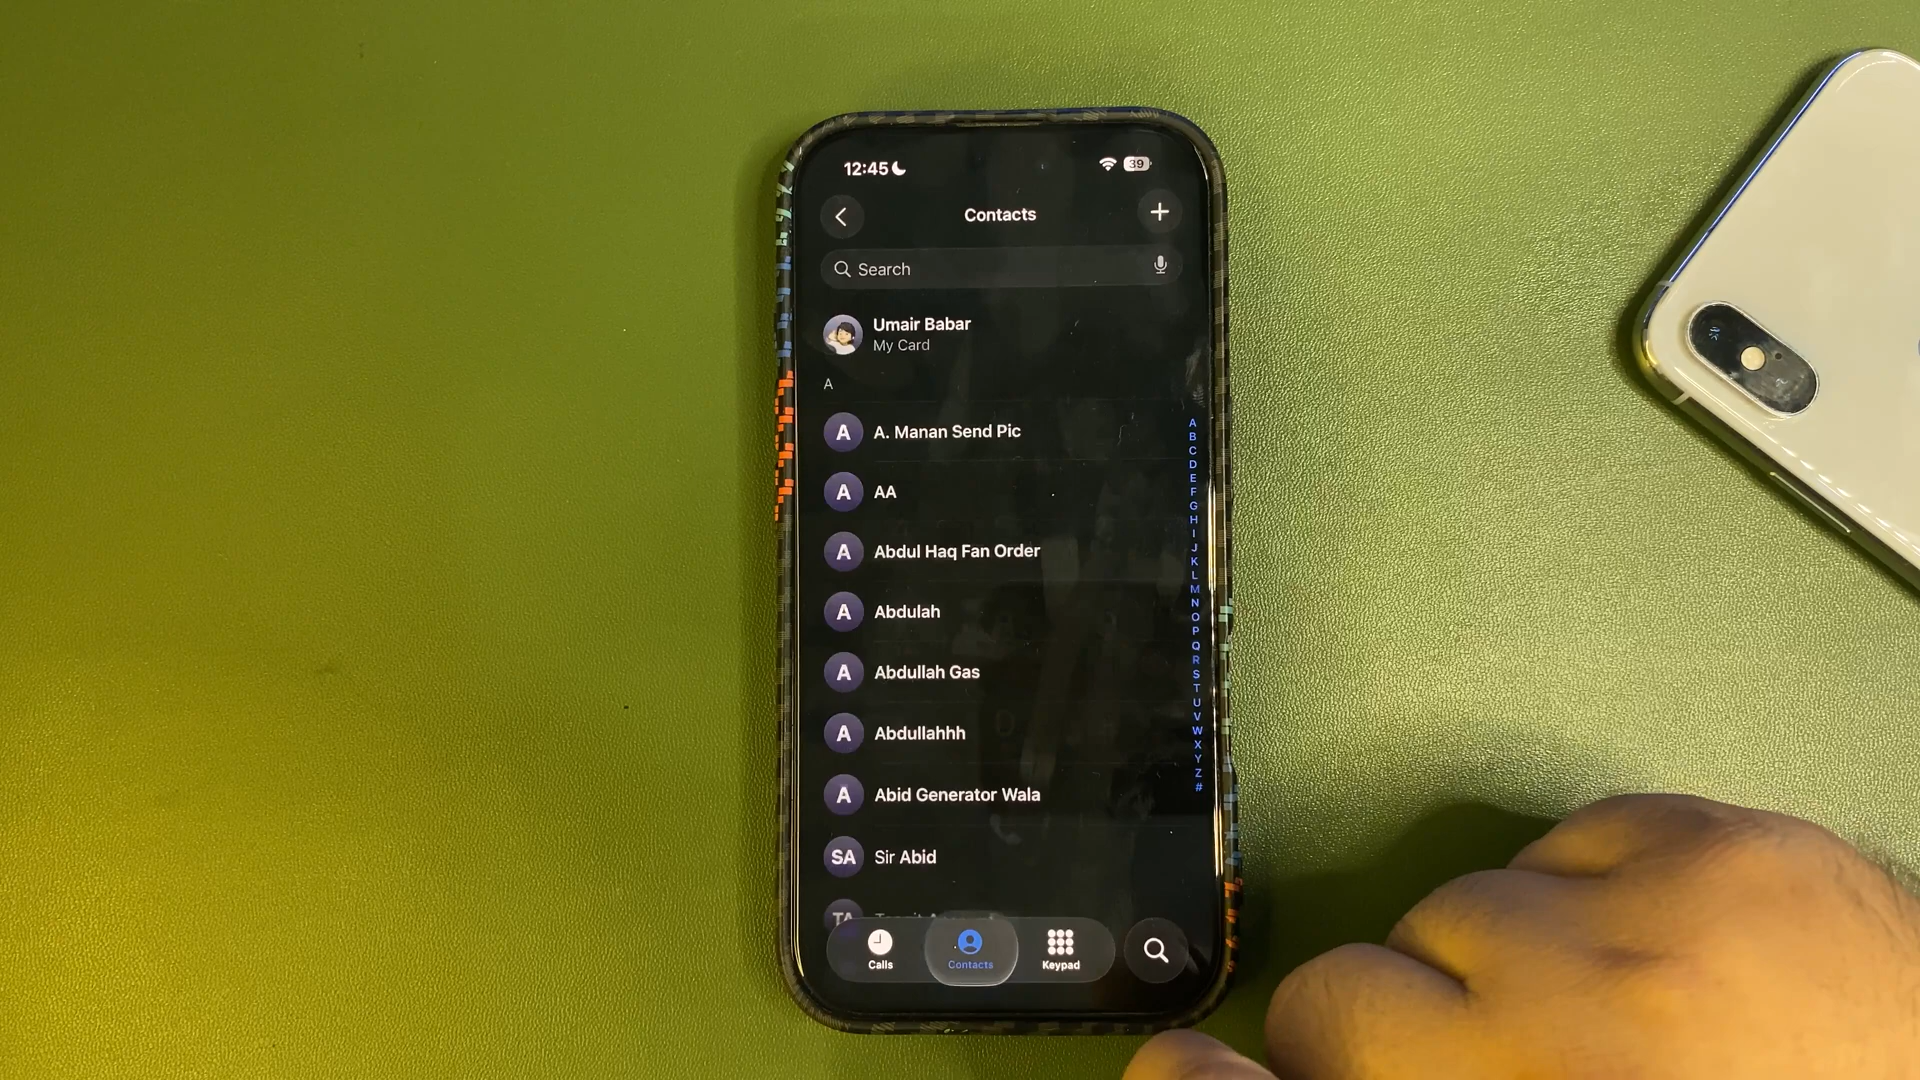 12:45
39
Contacts
Search
Umair Babar
My Card
A
A A. Manan Send Pic
A AA
A Abdul Haq Fan Order
A Abdulah
A Abdullah Gas
A Abdullahhh
A Abid Generator Wala
SA Sir Abid
TA
A
B
C
D
E
F
G
H
I
J
K
L
M
N
O
P
Q
R
S
T
U
V
W
X
Y
Z
#
Calls
Contacts
Keypad